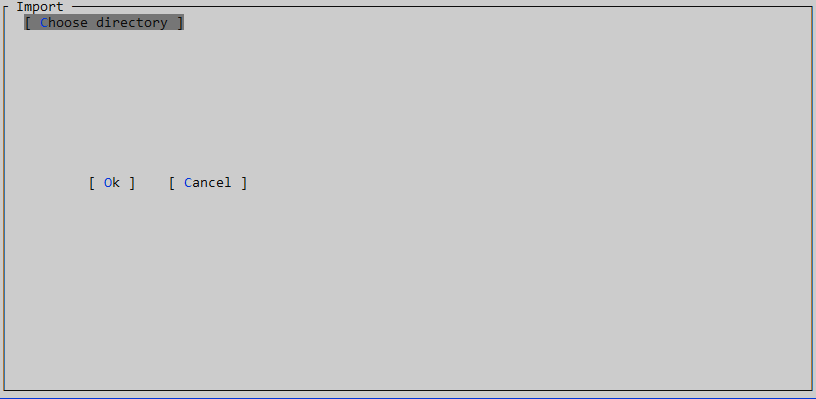 Import
[ Choose directory ]
[ Ok ] [ Cancel ]